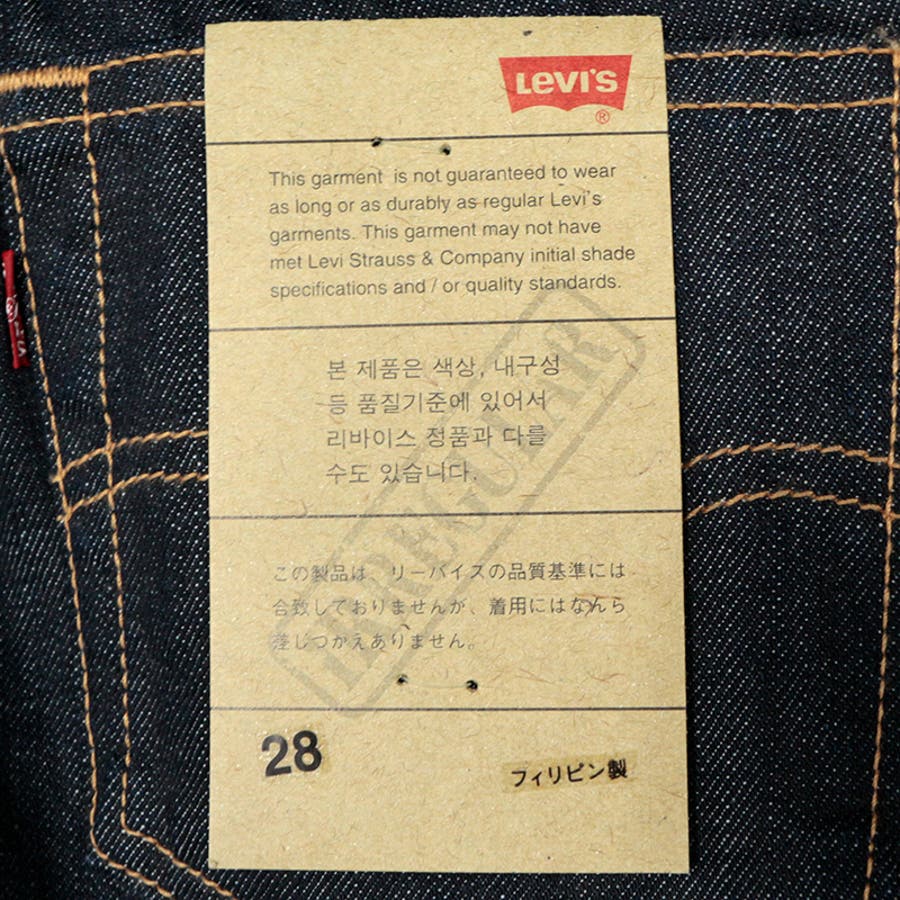 LEVI'S
®
This garment is not guaranteed to wear
as long or as durably as regular Levi's
garments. This garment may not have
met Levi Strauss & Company initial shade
specifications and / or quality standards.
본 제품은 색상, 내구성
등 품질기준에 있어서
리바이스 정품과 다를
수도 있습니다.
IRREGULAR
この製品は、リーバイスの品質基準には
合致しておりませんが、着用にはなんら
差しつかえありません。
28
フィリピン製